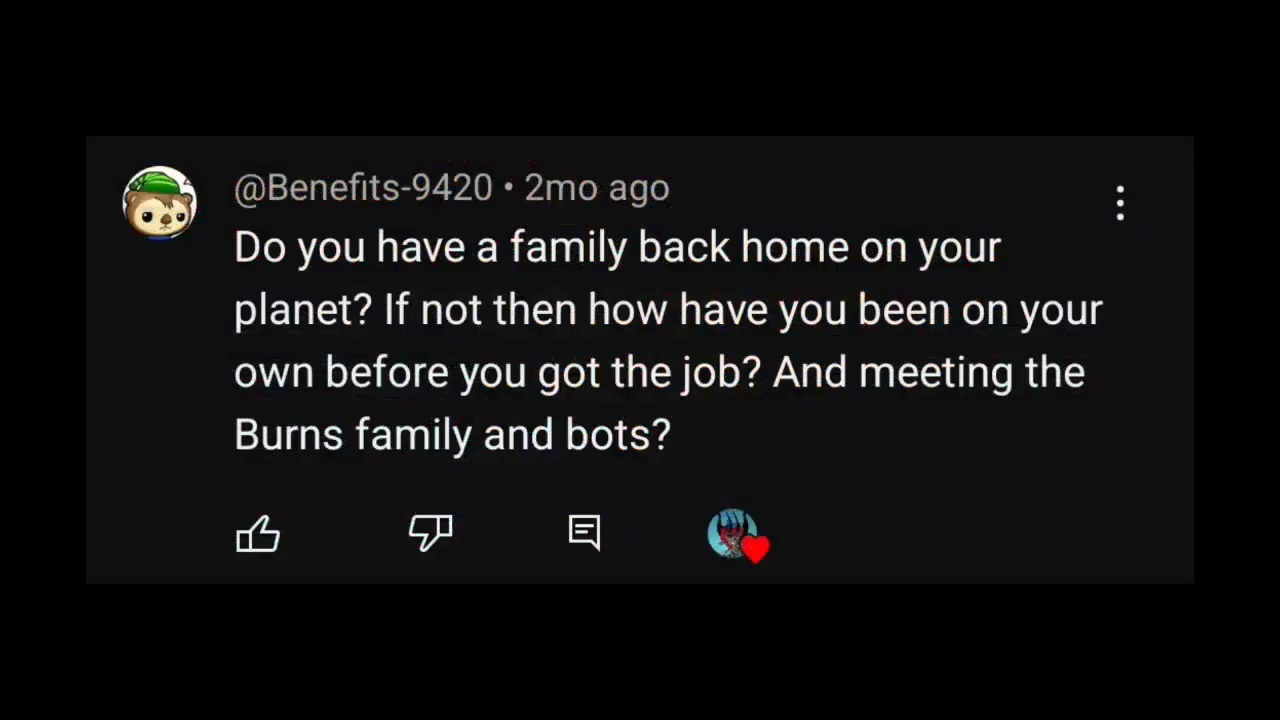 @Benefits-9420 • 2mo ago
Do you have a family back home on your
planet? If not then how have you been on your
own before you got the job? And meeting the
Burns family and bots?